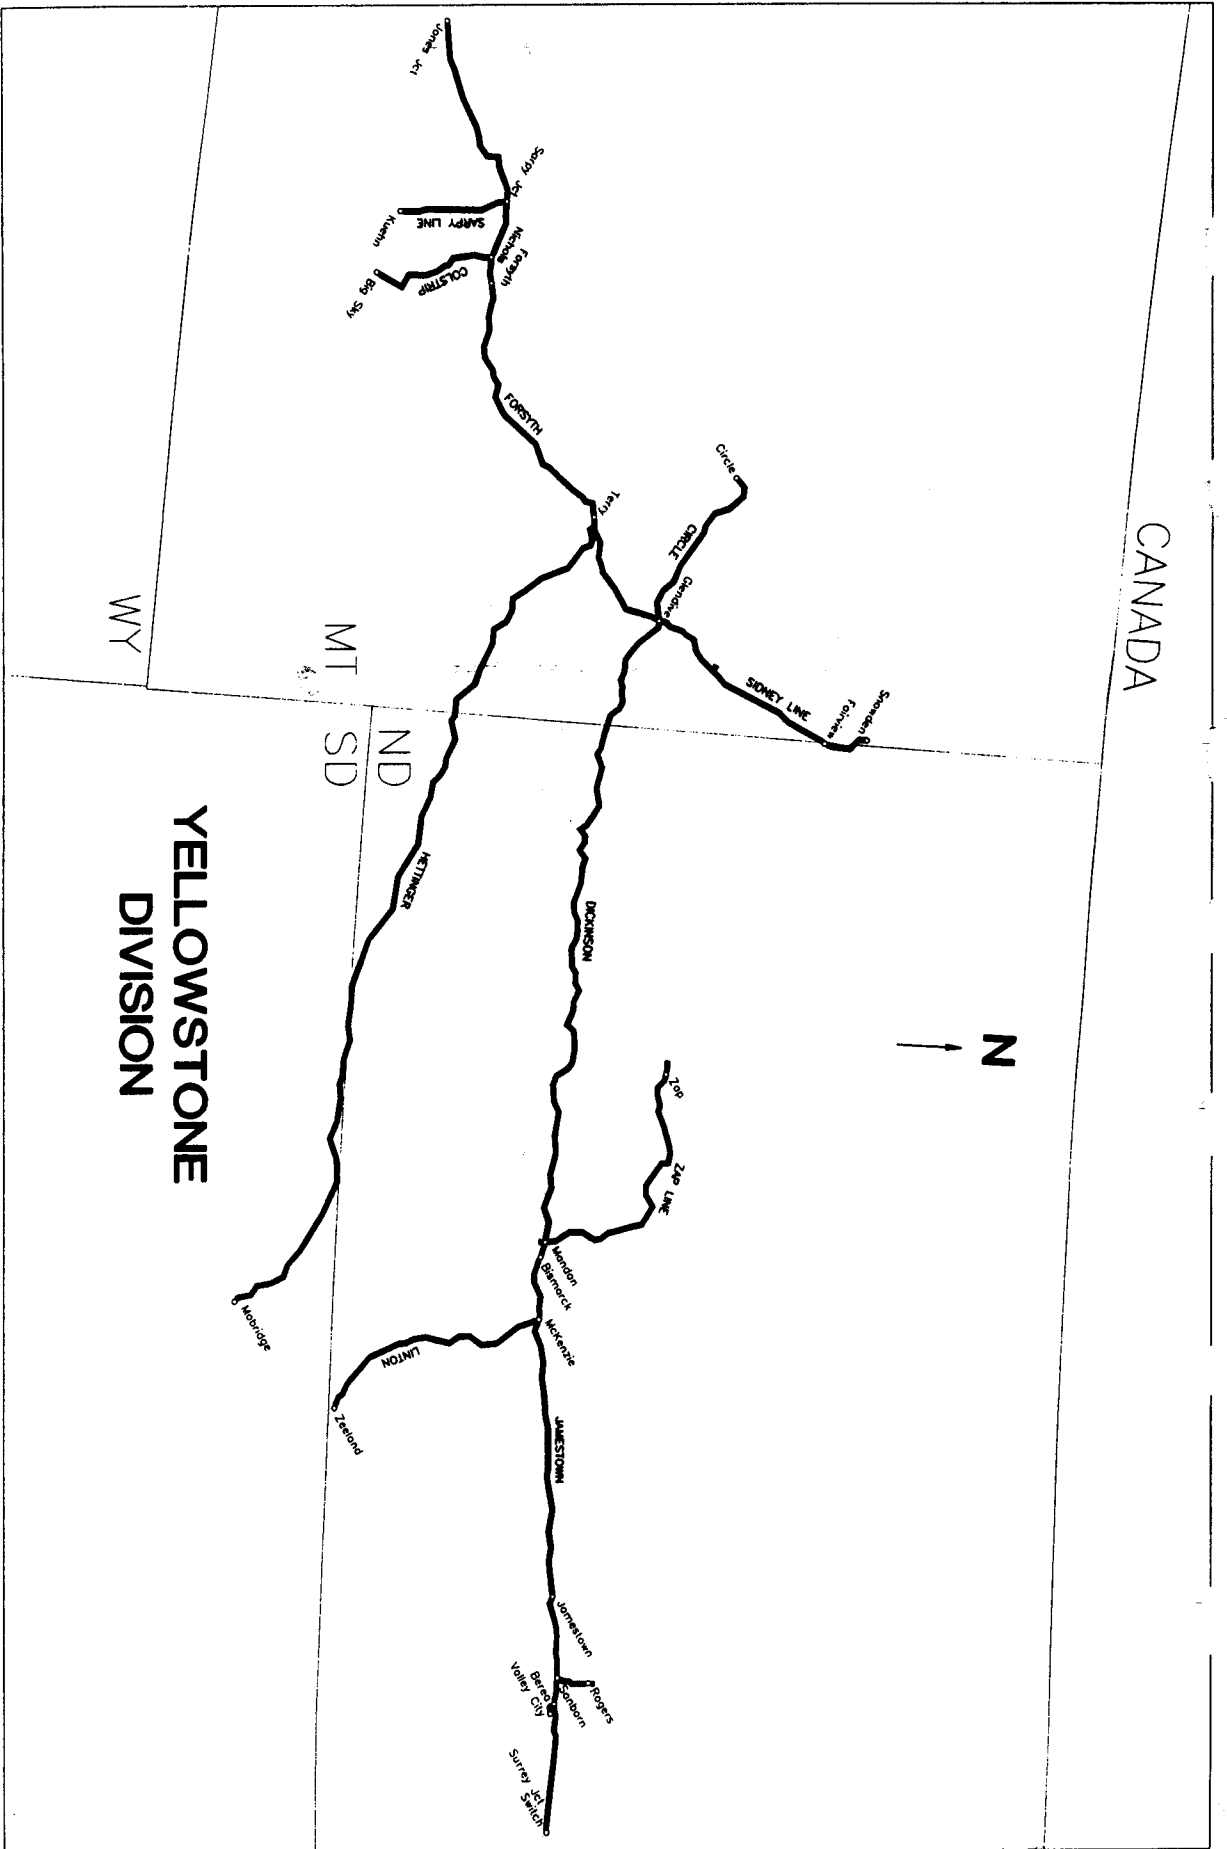 CANADA
N
Snowden
Fairview
SIDNEY LINE
Circle
CIRCLE
Glendive
Terry
FORSYTH
Forsyth
Nichols
Sarpy Jct
Jones Jct
SARPY LINE
Kuehn
COLSTRIP
Big Sky
MT
WY
ND
SD
DICKINSON
HETTINGER
Zap
ZAP LINE
Mandan
Bismarck
McKenzie
LINTON
Zeeland
Mobridge
JAMESTOWN
Jamestown
Rogers
Sanborn
Berea
Valley City
Surrey Jct
Switch
YELLOWSTONE
DIVISION